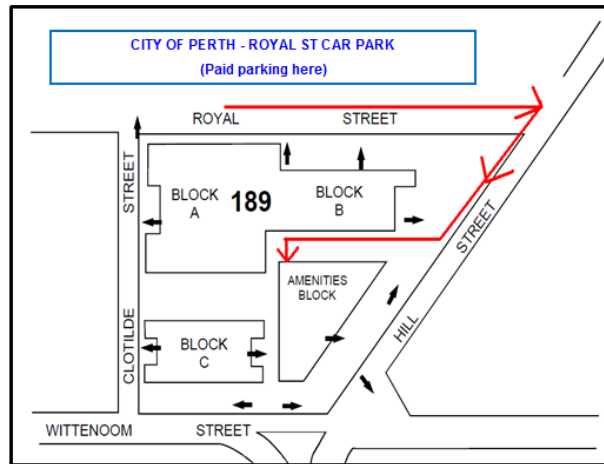 CITY OF PERTH - ROYAL ST CAR PARK
(Paid parking here)
ROYAL STREET
STREET
CLOTILDE
BLOCK
A
189
BLOCK
B
AMENITIES
BLOCK
BLOCK
C
STREET
HILL
WITTENOOM STREET